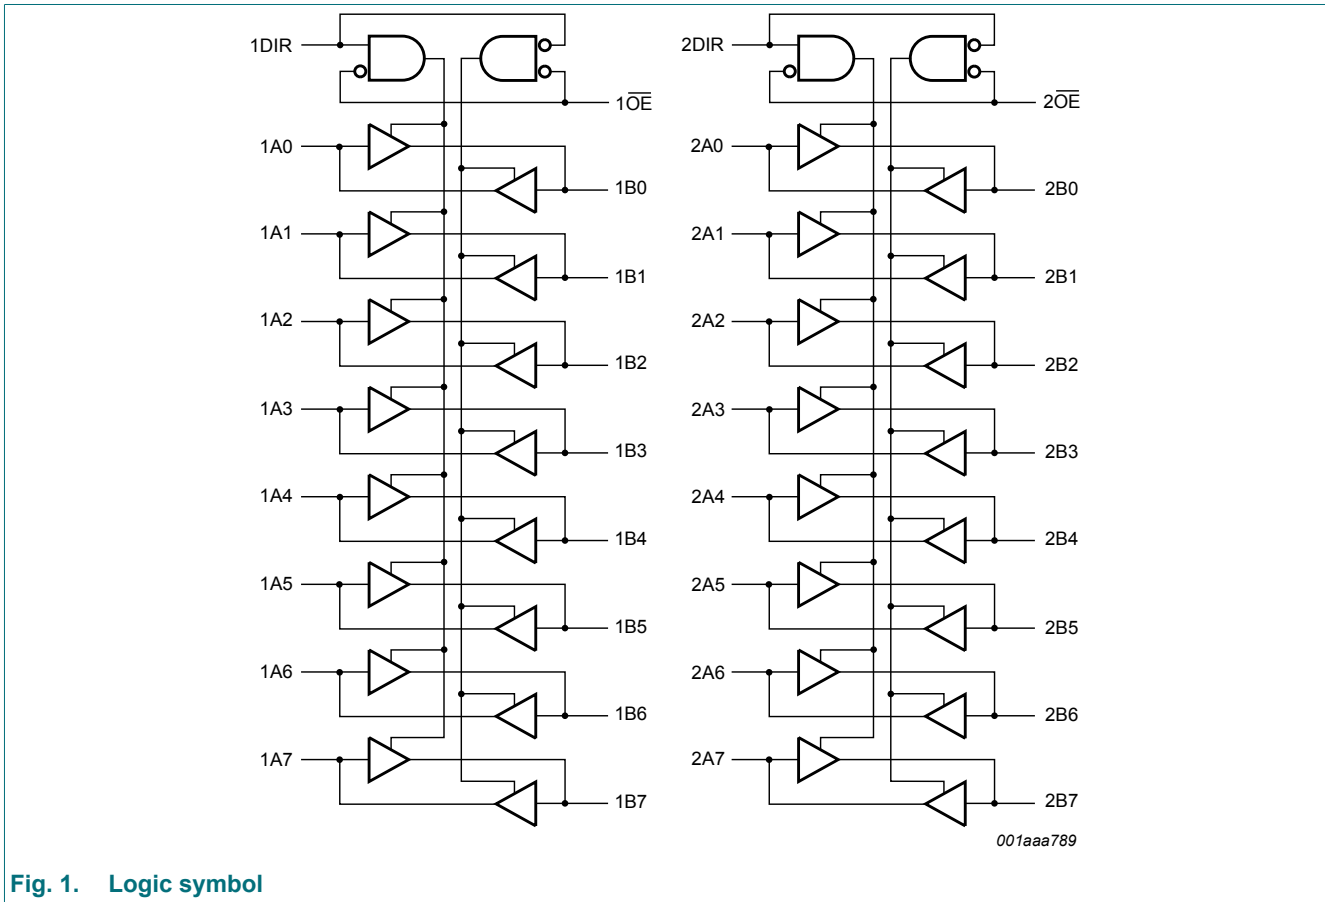 1DIR
1O̅E̅
1A0
1B0
1A1
1B1
1A2
1B2
1A3
1B3
1A4
1B4
1A5
1B5
1A6
1B6
1A7
1B7
2DIR
2O̅E̅
2A0
2B0
2A1
2B1
2A2
2B2
2A3
2B3
2A4
2B4
2A5
2B5
2A6
2B6
2A7
2B7
001aaa789
Fig. 1. Logic symbol